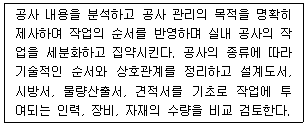 공사 내용을 분석하고 공사 관리의 목적을 명확히
제시하여 작업의 순서를 반영하며 실내 공사의 작
업을 세분화하고 집약시킨다. 공사의 종류에 따라
기술적인 순서와 상호관계를 정리하고 설계도서,
시방서, 물량산출서, 견적서를 기초로 작업에 투
여되는 인력, 장비, 자재의 수량을 비교 검토한다.